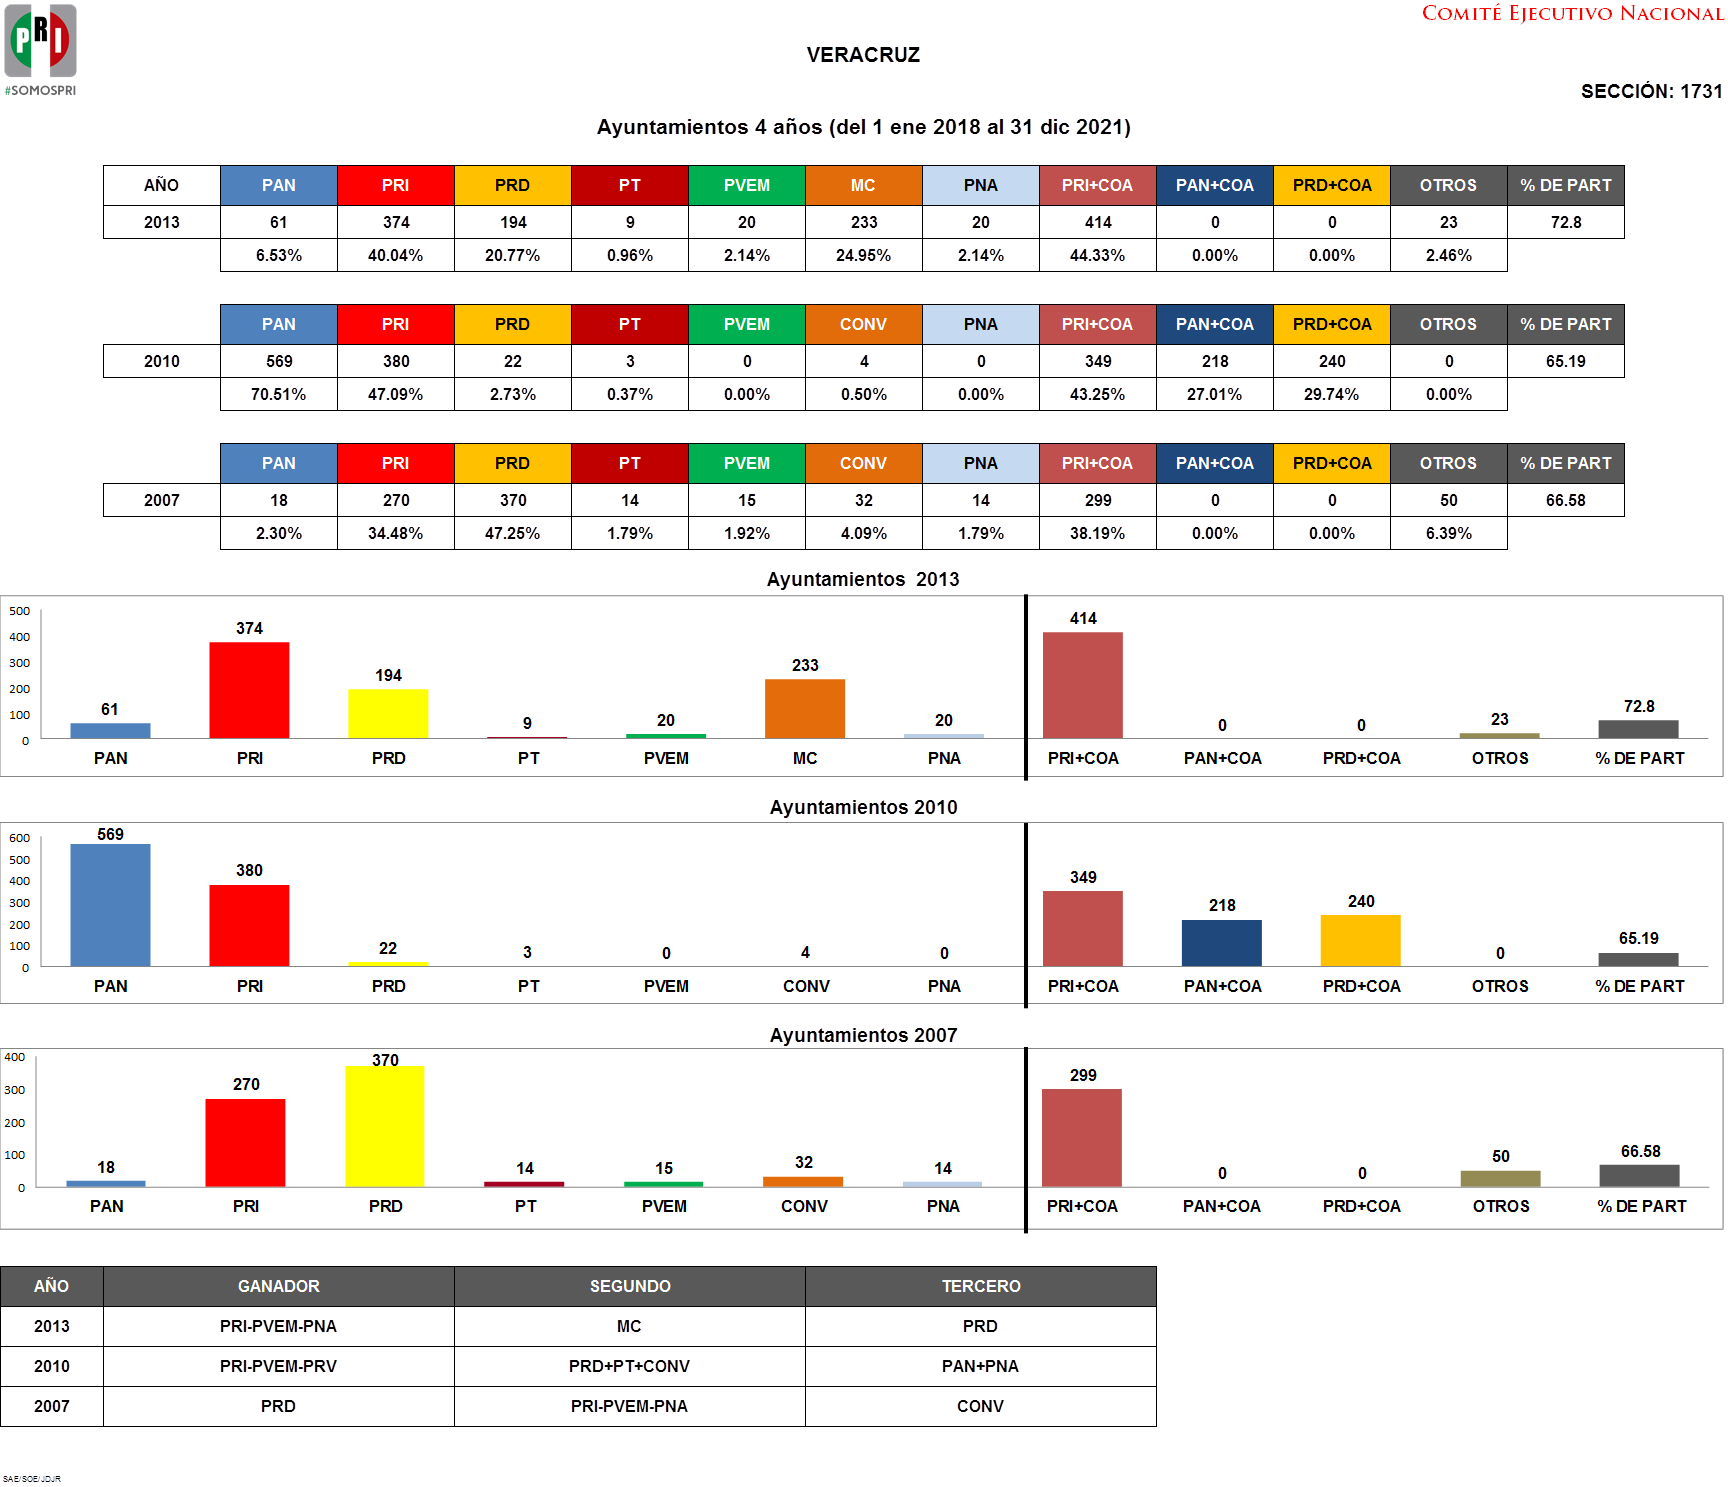 PRI
#SOMOSPRI
COMITÉ EJECUTIVO NACIONAL
VERACRUZ
SECCIÓN: 1731
Ayuntamientos 4 años (del 1 ene 2018 al 31 dic 2021)
AÑO PAN PRI PRD PT PVEM MC PNA PRI+COA PAN+COA PRD+COA OTROS % DE PART
2013 61 374 194 9 20 233 20 414 0 0 23 72.8
6.53% 40.04% 20.77% 0.96% 2.14% 24.95% 2.14% 44.33% 0.00% 0.00% 2.46%
PAN PRI PRD PT PVEM CONV PNA PRI+COA PAN+COA PRD+COA OTROS % DE PART
2010 569 380 22 3 0 4 0 349 218 240 0 65.19
70.51% 47.09% 2.73% 0.37% 0.00% 0.50% 0.00% 43.25% 27.01% 29.74% 0.00%
PAN PRI PRD PT PVEM CONV PNA PRI+COA PAN+COA PRD+COA OTROS % DE PART
2007 18 270 370 14 15 32 14 299 0 0 50 66.58
2.30% 34.48% 47.25% 1.79% 1.92% 4.09% 1.79% 38.19% 0.00% 0.00% 6.39%
Ayuntamientos 2013
500
400
300
200
100
0
61 374 194 9 20 233 20 414 0 0 23 72.8
PAN PRI PRD PT PVEM MC PNA PRI+COA PAN+COA PRD+COA OTROS % DE PART
Ayuntamientos 2010
600
500
400
300
200
100
0
569 380 22 3 0 4 0 349 218 240 0 65.19
PAN PRI PRD PT PVEM CONV PNA PRI+COA PAN+COA PRD+COA OTROS % DE PART
Ayuntamientos 2007
400
300
200
100
0
18 270 370 14 15 32 14 299 0 0 50 66.58
PAN PRI PRD PT PVEM CONV PNA PRI+COA PAN+COA PRD+COA OTROS % DE PART
AÑO GANADOR SEGUNDO TERCERO
2013 PRI-PVEM-PNA MC PRD
2010 PRI-PVEM-PRV PRD+PT+CONV PAN+PNA
2007 PRD PRI-PVEM-PNA CONV
SAE/SOE/JDJR